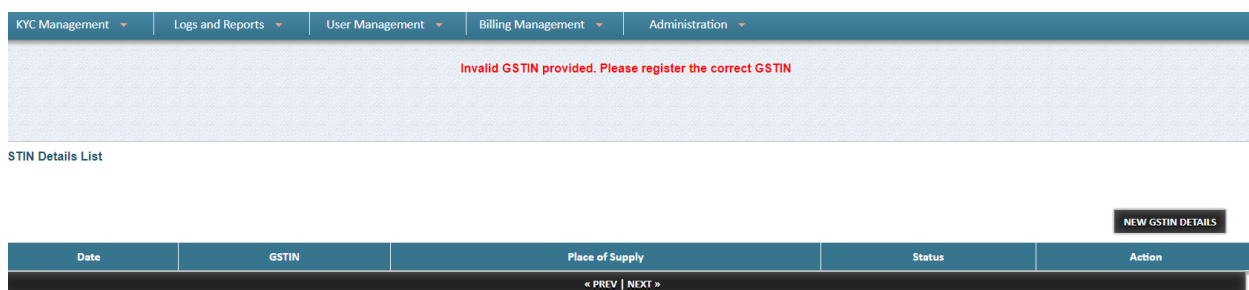 KYC Management Logs and Reports User Management Billing Management Administration
Invalid GSTIN provided. Please register the correct GSTIN
STIN Details List
NEW GSTIN DETAILS
Date GSTIN Place of Supply Status Action
« PREV | NEXT »